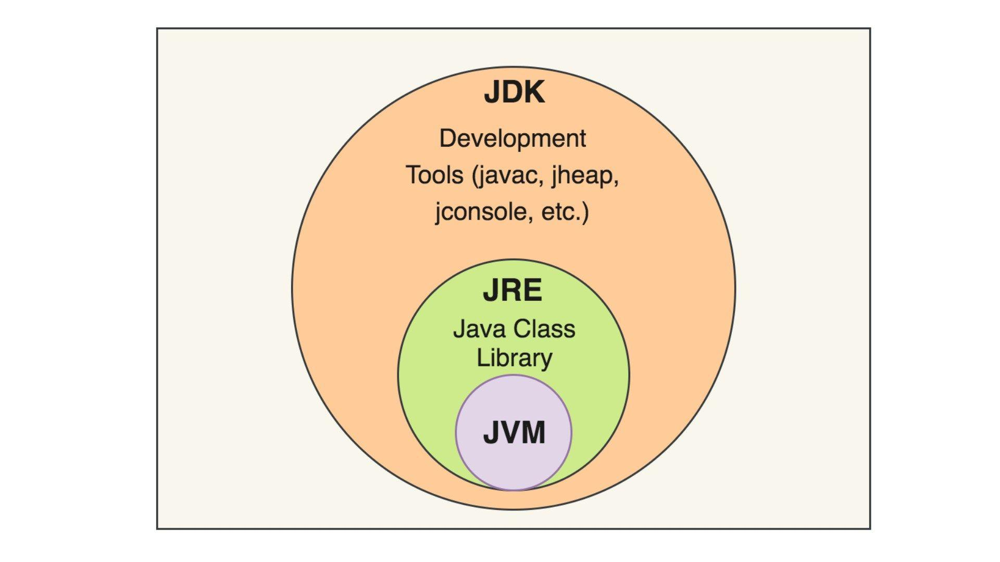 JDK
Development
Tools (javac, jheap,
jconsole, etc.)
JRE
Java Class
Library
JVM